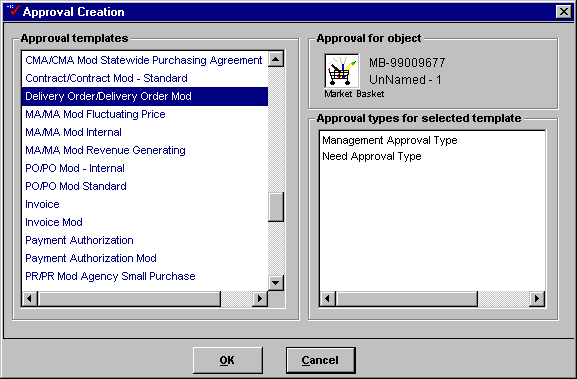 Approval Creation
Approval templates
CMA/CMA Mod Statewide Purchasing Agreement
Contract/Contract Mod - Standard
Delivery Order/Delivery Order Mod
MA/MA Mod Fluctuating Price
MA/MA Mod Internal
MA/MA Mod Revenue Generating
PO/PO Mod - Internal
PO/PO Mod Standard
Invoice
Invoice Mod
Payment Authorization
Payment Authorization Mod
PR/PR Mod Agency Small Purchase
Approval for object
MB-99009677
UnNamed - 1
Market Basket
Approval types for selected template
Management Approval Type
Need Approval Type
OK
Cancel